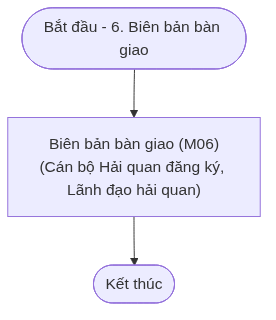 Bắt đầu - 6. Biên bản bàn
giao
Biên bản bàn giao (M06)
(Cán bộ Hải quan đăng ký,
Lãnh đạo hải quan)
Kết thúc